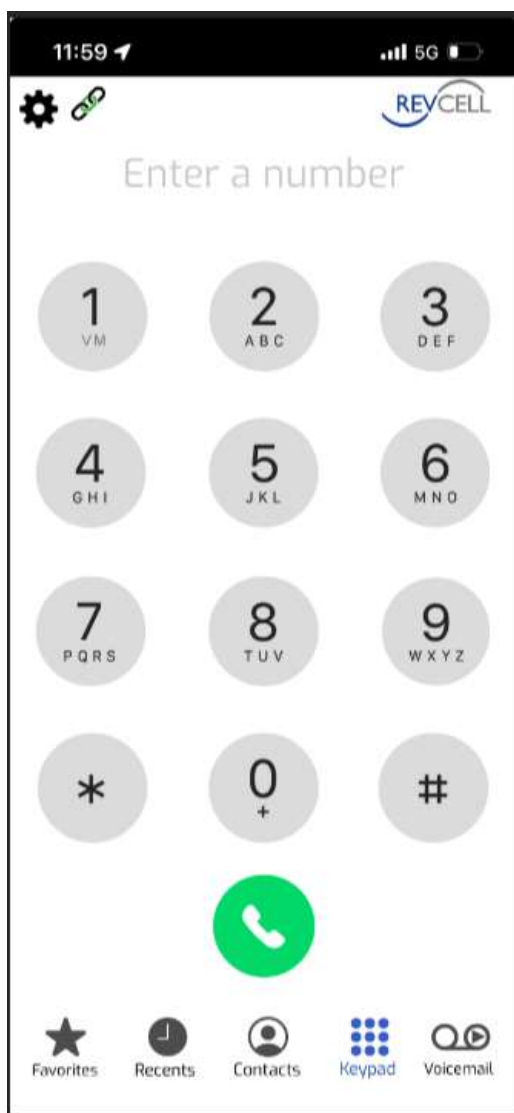 11:59 5G
REVCELL
Enter a number
1 2 3
VM ABC DEF
4 5 6
GHI JKL MNO
7 8 9
PQRS TUV WXYZ
* 0 #
+
Favorites Recents Contacts Keypad Voicemail